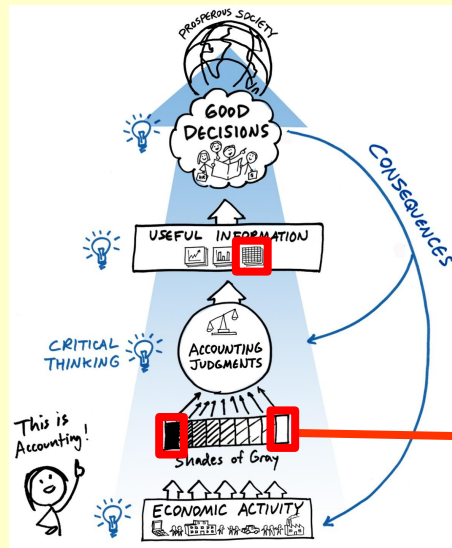 PROSPEROUS SOCIETY
GOOD
DECISIONS
CONSEQUENCES
USEFUL INFORMATION
CRITICAL
THINKING
ACCOUNTING
JUDGMENTS
Shades of Gray
This is
Accounting!
ECONOMIC ACTIVITY